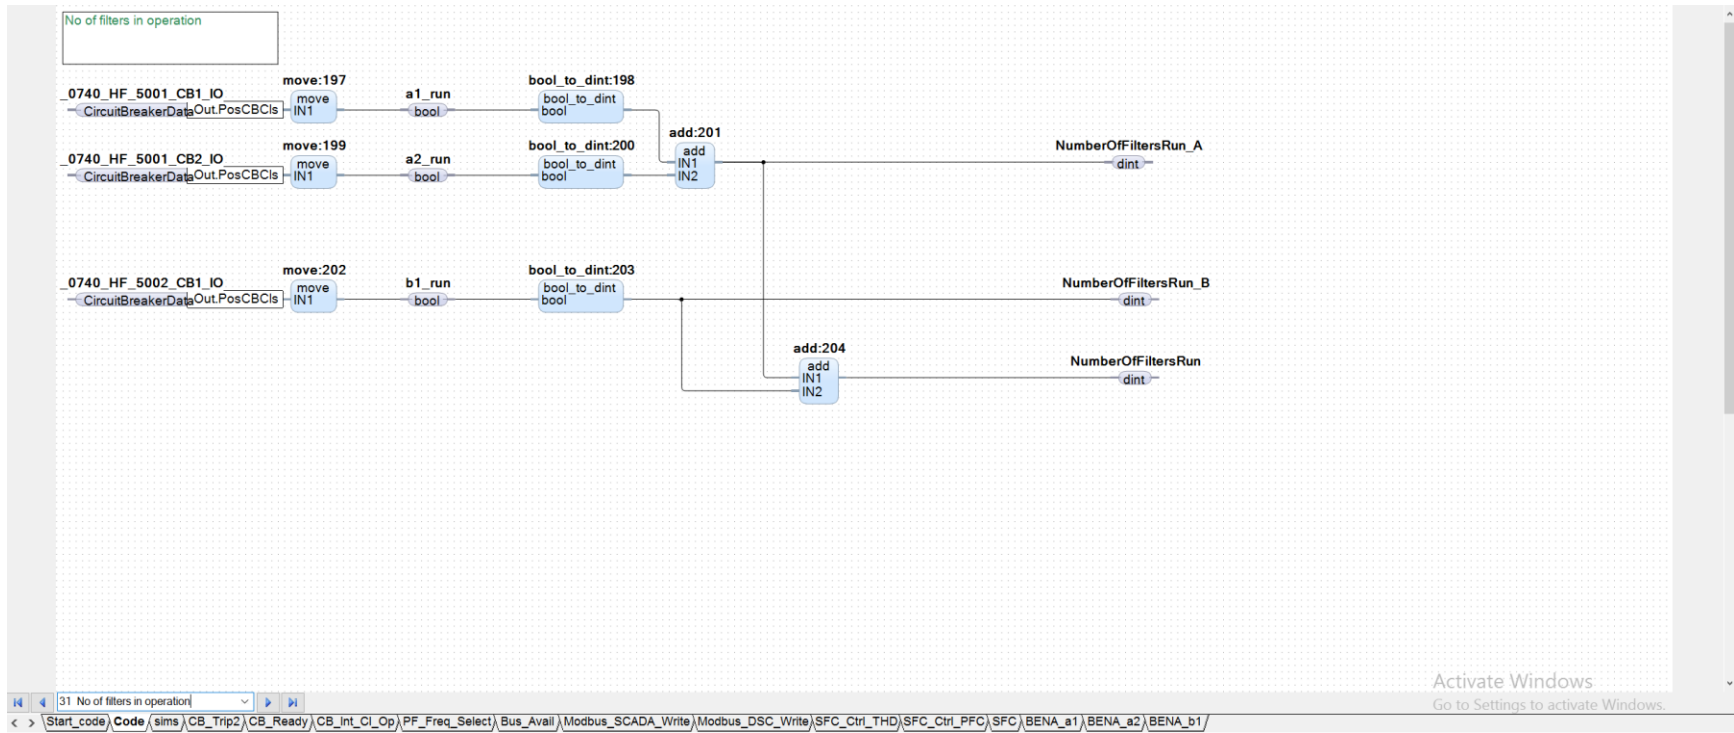 No of filters in operation
move:197
bool_to_dint:198
_0740_HF_5001_CB1_IO
move
a1_run
bool_to_dint
CircuitBreakerData
Out.PosCBCls
IN1
bool
bool
add:201
move:199
bool_to_dint:200
add
NumberOfFiltersRun_A
_0740_HF_5001_CB2_IO
move
a2_run
bool_to_dint
IN1
dint
CircuitBreakerData
Out.PosCBCls
IN1
bool
bool
IN2
move:202
bool_to_dint:203
_0740_HF_5002_CB1_IO
move
b1_run
bool_to_dint
NumberOfFiltersRun_B
CircuitBreakerData
Out.PosCBCls
IN1
bool
bool
dint
add:204
add
NumberOfFiltersRun
IN1
dint
IN2
Activate Windows
Go to Settings to activate Windows.
31 No of filters in operation
Start_code Code sims CB_Trip2 CB_Ready CB_Int_Cl_Op PF_Freq_Select Bus_Avail Modbus_SCADA_Write Modbus_DSC_Write SFC_Ctrl_THD SFC_Ctrl_PFC SFC BENA_a1 BENA_a2 BENA_b1